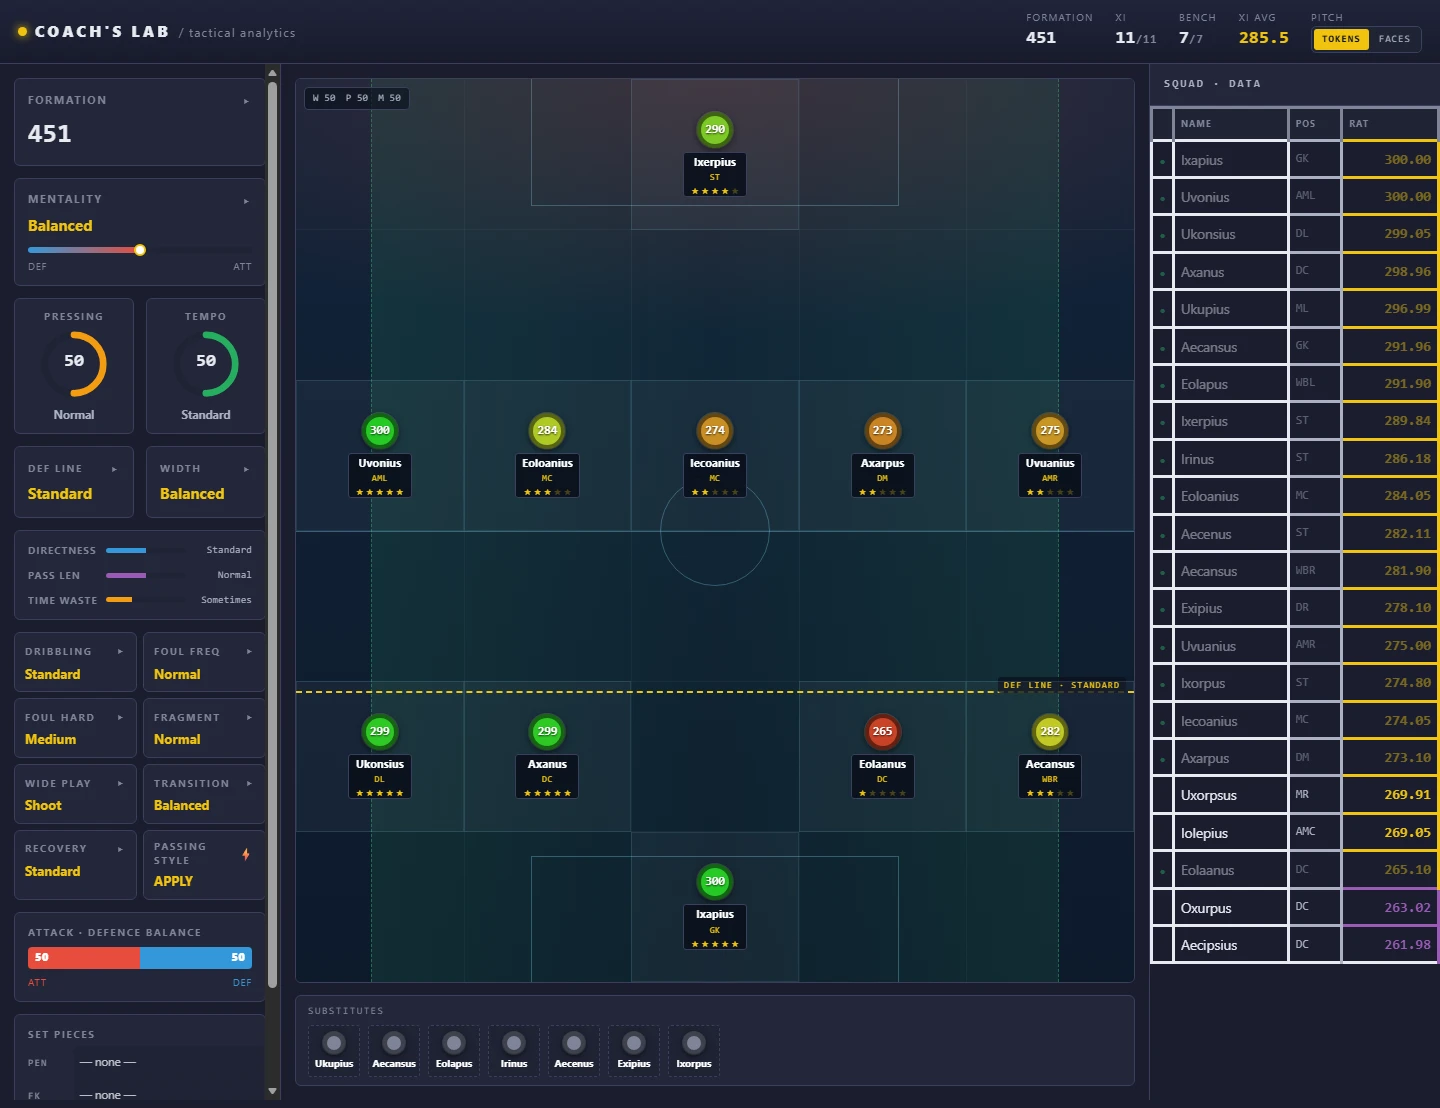 COACH'S LAB / tactical analytics
FORMATION
451
XI
11/11
BENCH
7/7
XI AVG
285.5
PITCH
TOKENS FACES
FORMATION
451
MENTALITY
Balanced
DEF ATT
PRESSING
50
Normal
TEMPO
50
Standard
DEF LINE
Standard
WIDTH
Balanced
DIRECTNESS Standard
PASS LEN Normal
TIME WASTE Sometimes
DRIBBLING
Standard
FOUL FREQ
Normal
FOUL HARD
Medium
FRAGMENT
Normal
WIDE PLAY
Shoot
TRANSITION
Balanced
RECOVERY
Standard
PASSING
STYLE
APPLY
ATTACK · DEFENCE BALANCE
50 50
ATT DEF
SET PIECES
PEN — none —
FK — none —
W 50 P 50 M 50
290
Ixerpius
ST
300
Uvonius
AML
284
Eoloanius
MC
274
Iecoanius
MC
273
Axarpus
DM
275
Uvuanius
AMR
DEF LINE · STANDARD
299
Ukonsius
DL
299
Axanus
DC
265
Eolaanus
DC
282
Aecansus
WBR
300
Ixapius
GK
SUBSTITUTES
Ukupius Aecansus Eolapus Irinus Aecenus Exipius Ixorpus
SQUAD · DATA
NAME POS RAT
Ixapius GK 300.00
Uvonius AML 300.00
Ukonsius DL 299.05
Axanus DC 298.96
Ukupius ML 296.99
Aecansus GK 291.96
Eolapus WBL 291.90
Ixerpius ST 289.84
Irinus ST 286.18
Eoloanius MC 284.05
Aecenus ST 282.11
Aecansus WBR 281.90
Exipius DR 278.10
Uvuanius AMR 275.00
Ixorpus ST 274.80
Iecoanius MC 274.05
Axarpus DM 273.10
Uxorpsus MR 269.91
Iolepius AMC 269.05
Eolaanus DC 265.10
Oxurpus DC 263.02
Aecipsius DC 261.98